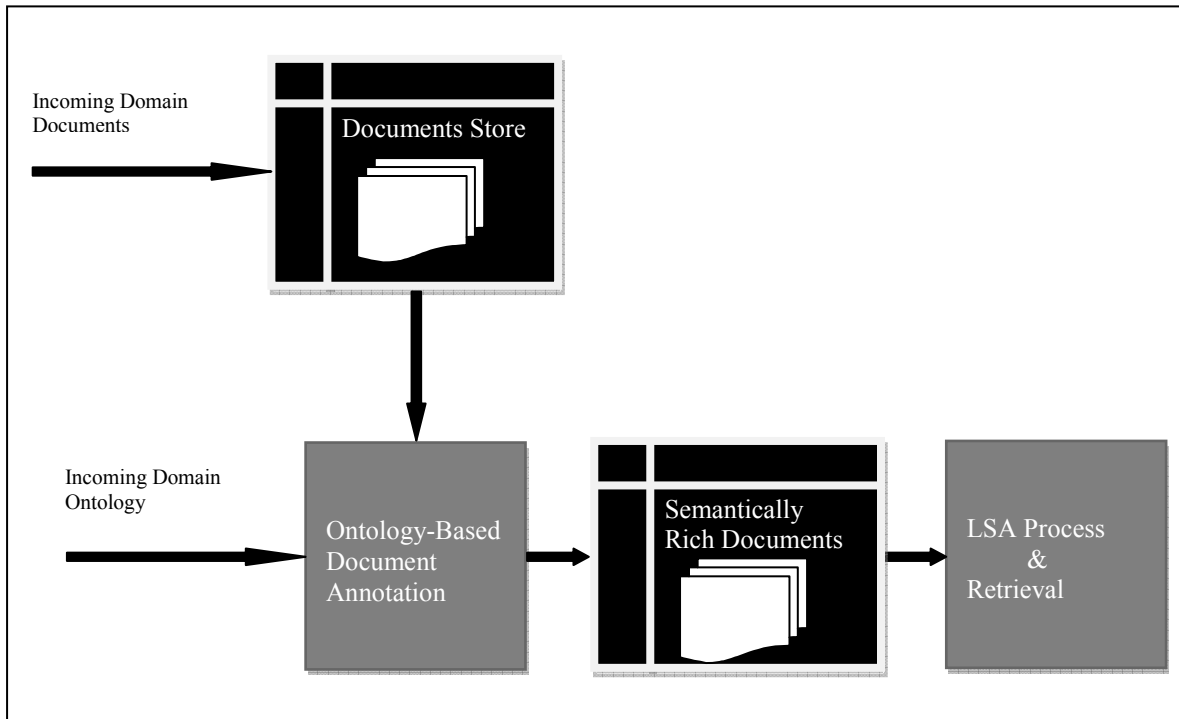 Incoming Domain
Documents
Documents Store
Incoming Domain
Ontology
Ontology-Based
Document
Annotation
Semantically
Rich Documents
LSA Process
&
Retrieval